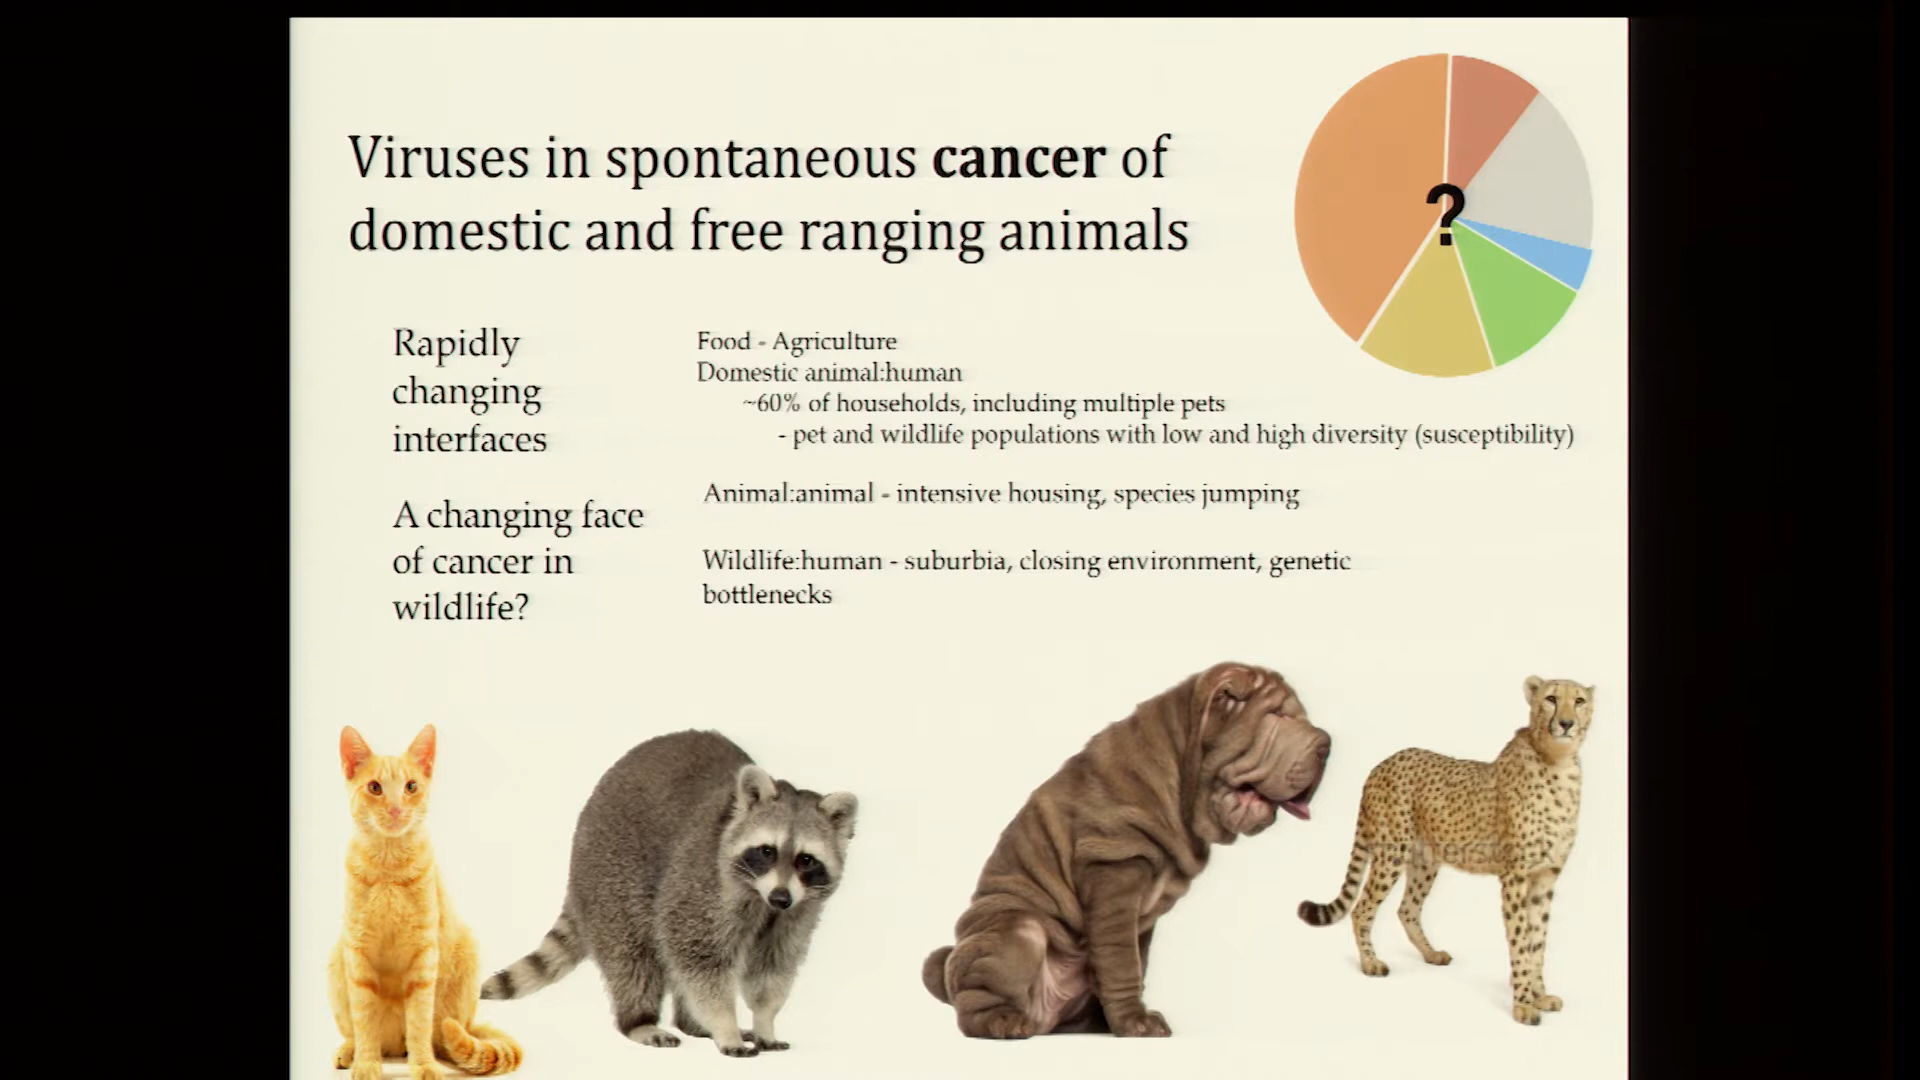 Viruses in spontaneous cancer of
domestic and free ranging animals
?
Rapidly
changing
interfaces
Food - Agriculture
Domestic animal:human
~60% of households, including multiple pets
- pet and wildlife populations with low and high diversity (susceptibility)
Animal:animal - intensive housing, species jumping
A changing face
of cancer in
wildlife?
Wildlife:human - suburbia, closing environment, genetic
bottlenecks